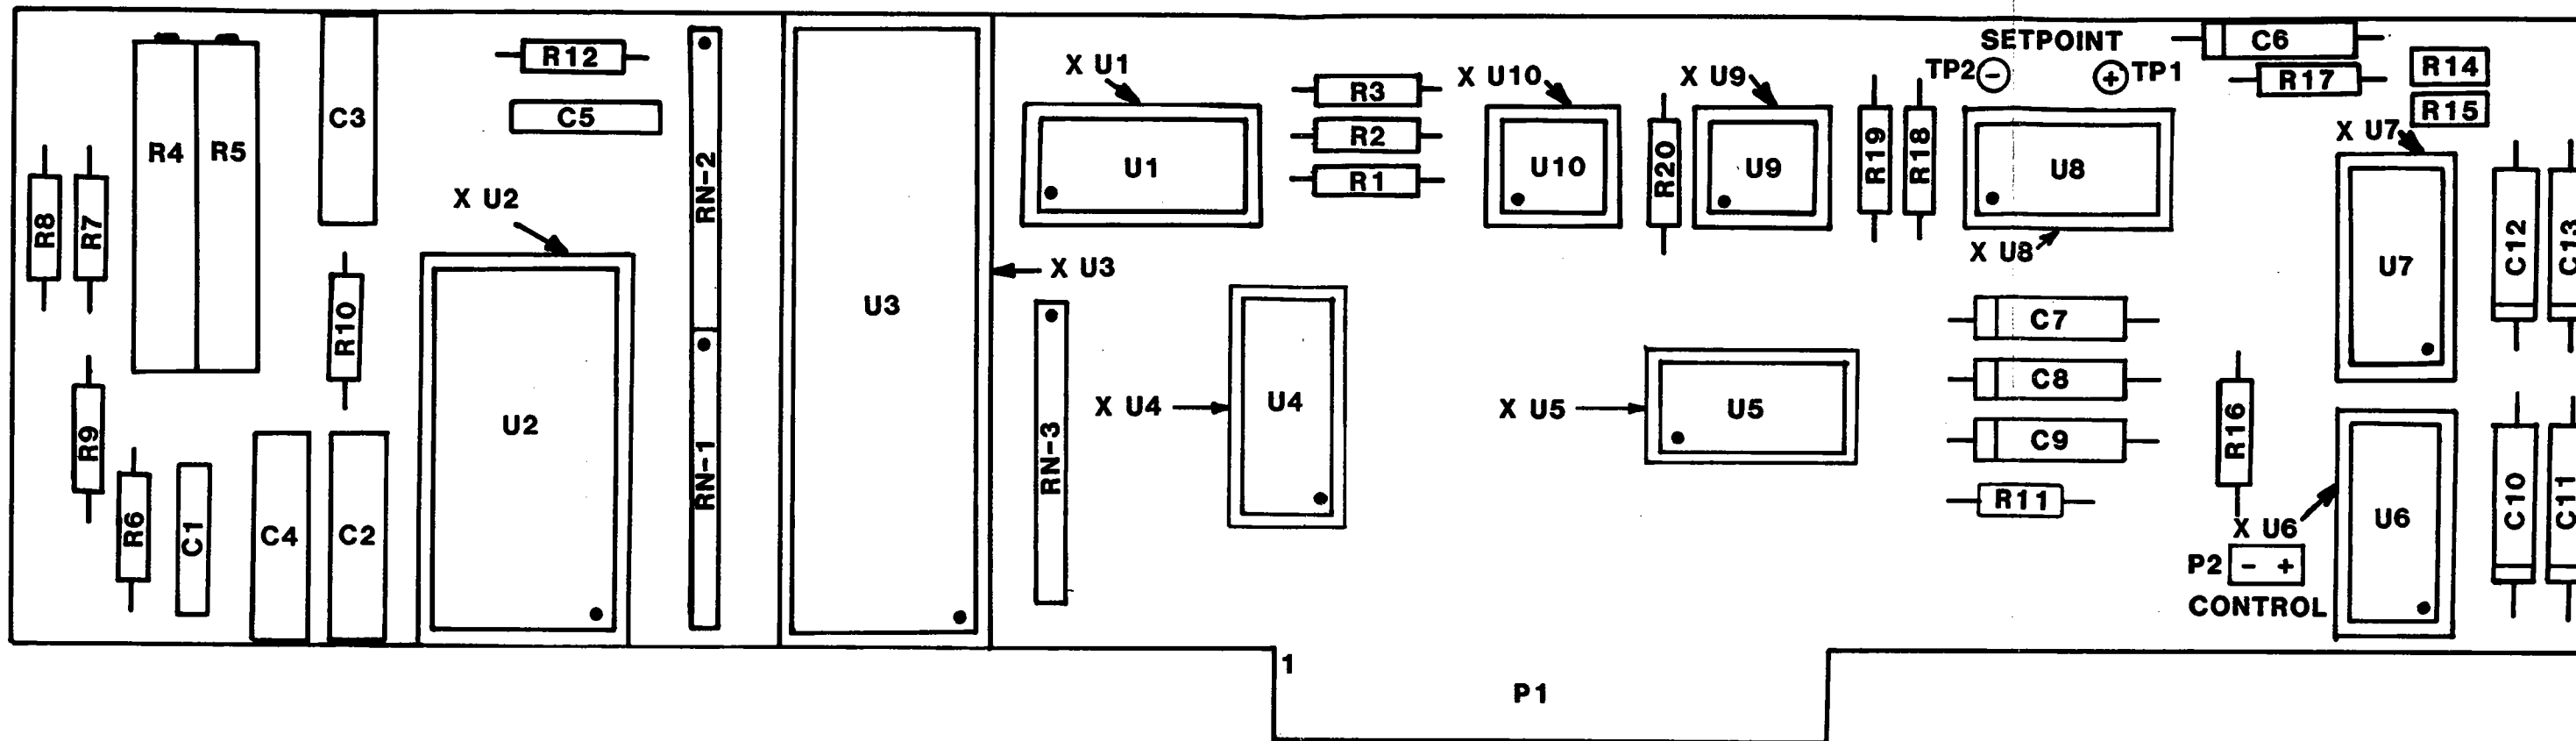 R8
R7
R4
R5
C3
R12
C5
RN-2
X U2
R10
R9
R6
C1
C4
C2
U2
RN-1
U3
X U3
X U1
U1
R3
R2
R1
X U10
U10
R20
X U9
U9
R19
R18
SETPOINT
TP2 - + TP1
U8
X U8
C6
R17
R14
R15
X U7
U7
C12
C13
RN-3
X U4
U4
X U5
U5
C7
C8
C9
R11
R16
X U6
U6
P2 - +
CONTROL
C10
C11
1
P1